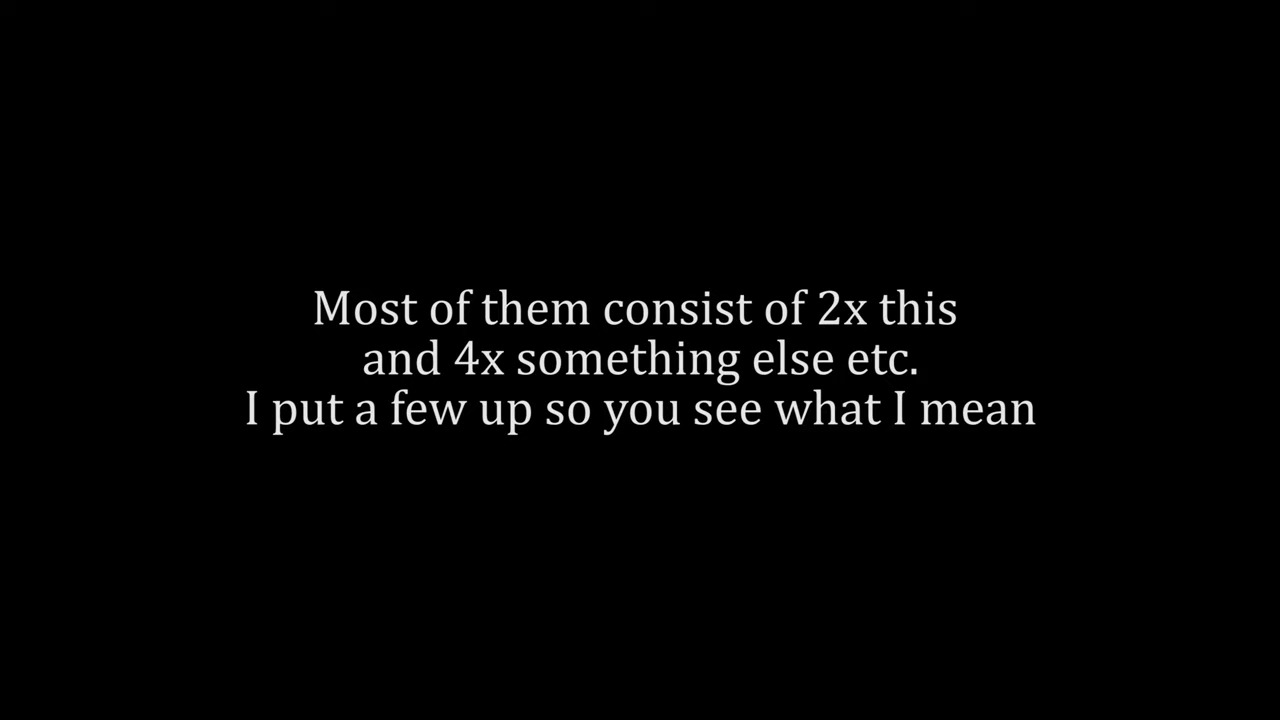 Most of them consist of 2x this
and 4x something else etc.
I put a few up so you see what I mean